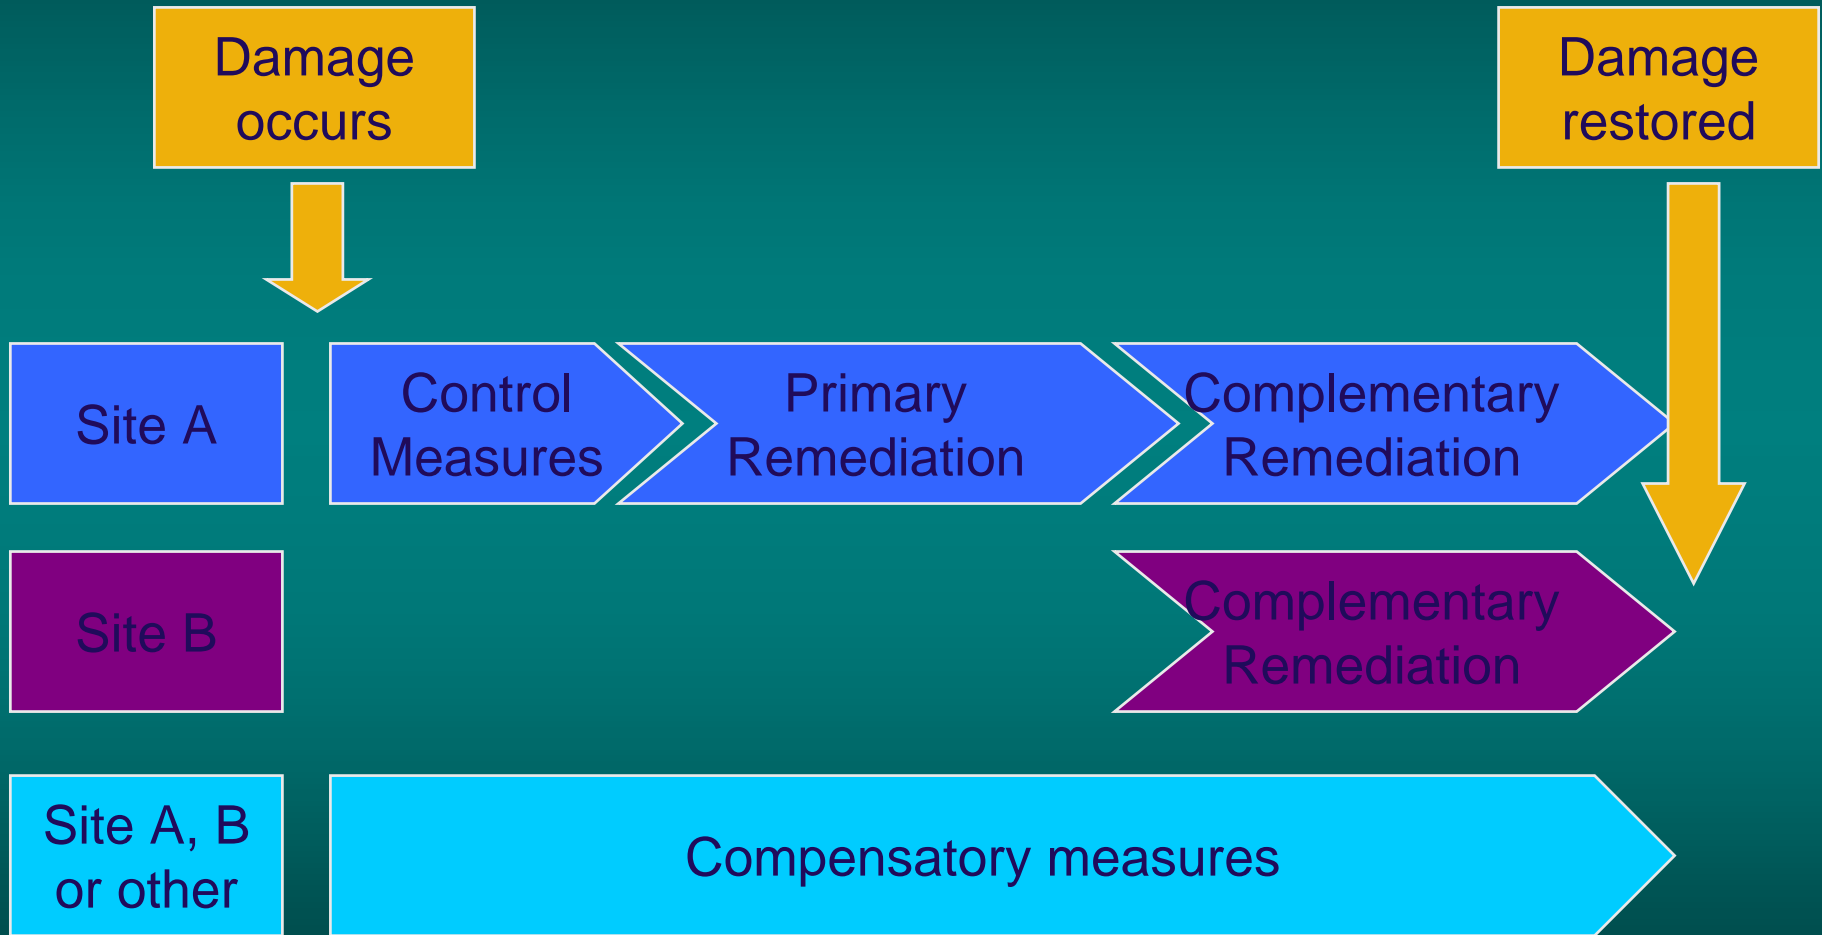 Damage
occurs
Damage
restored
Site A
Control
Measures
Primary
Remediation
Complementary
Remediation
Site B
Complementary
Remediation
Site A, B
or other
Compensatory measures